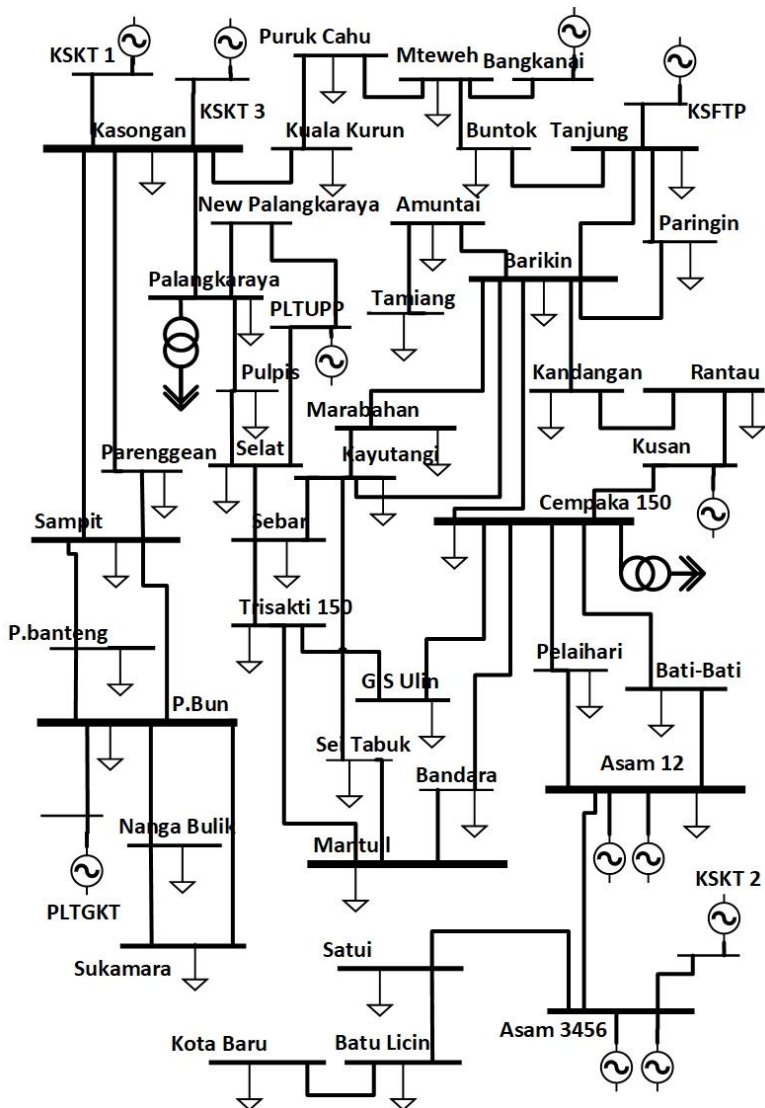 KSKT 1
KSKT 3
Puruk Cahu
Mteweh
Bangkanai
KSFTP
Kasongan
Kuala Kurun
Buntok
Tanjung
New Palangkaraya
Amuntai
Paringin
Palangkaraya
Barikin
PLTUPP
Tamiang
Pulpis
Kandangan
Rantau
Marabahan
Parenggean
Selat
Kayutangi
Kusan
Sampit
Sebar
Cempaka 150
Trisakti 150
P.banteng
GIS Ulin
Pelaihari
Bati-Bati
P.Bun
Sei Tabuk
Bandara
Asam 12
Nanga Bulik
Mantuil
PLTGKT
KSKT 2
Sukamara
Satui
Asam 3456
Kota Baru
Batu Licin